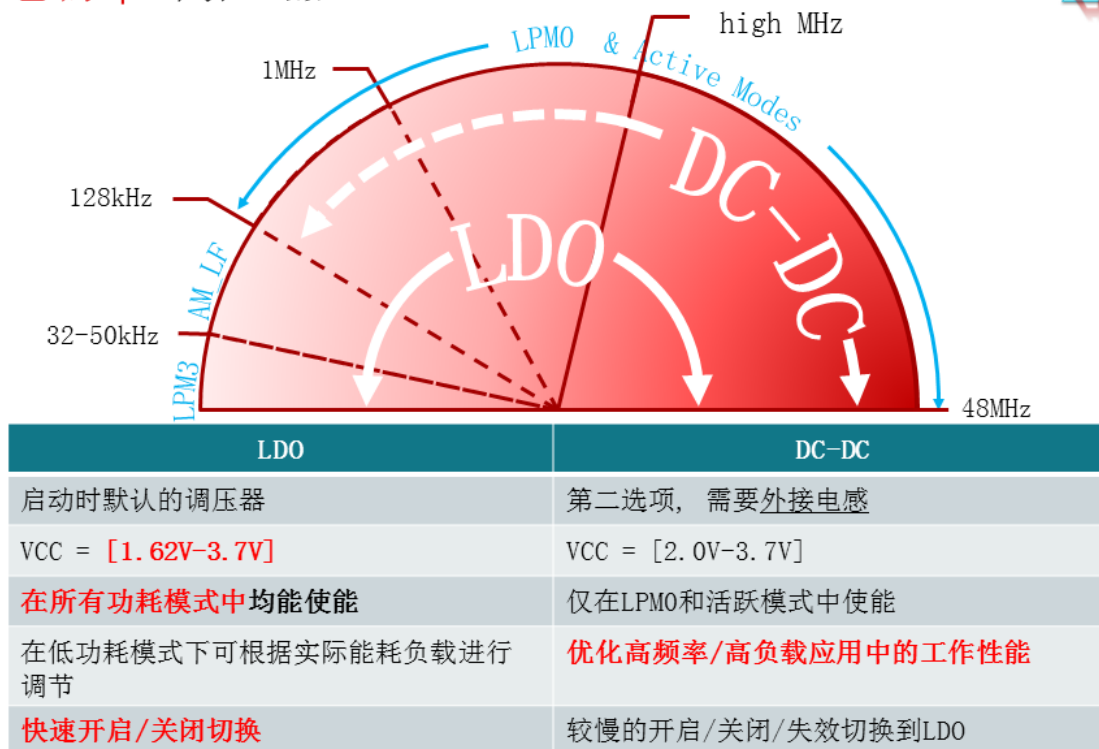 high MHz
LPM0 & Active Modes
1MHz
DC-DC
128kHz
LDO
AM_LF
32-50kHz
LPM3
48MHz
LDO
DC-DC
启动时默认的调压器
第二选项, 需要外接电感
VCC = [1.62V-3.7V]
VCC = [2.0V-3.7V]
在所有功耗模式中均能使能
仅在LPM0和活跃模式中使能
在低功耗模式下可根据实际能耗负载进行
调节
优化高频率/高负载应用中的工作性能
快速开启/关闭切换
较慢的开启/关闭/失效切换到LDO